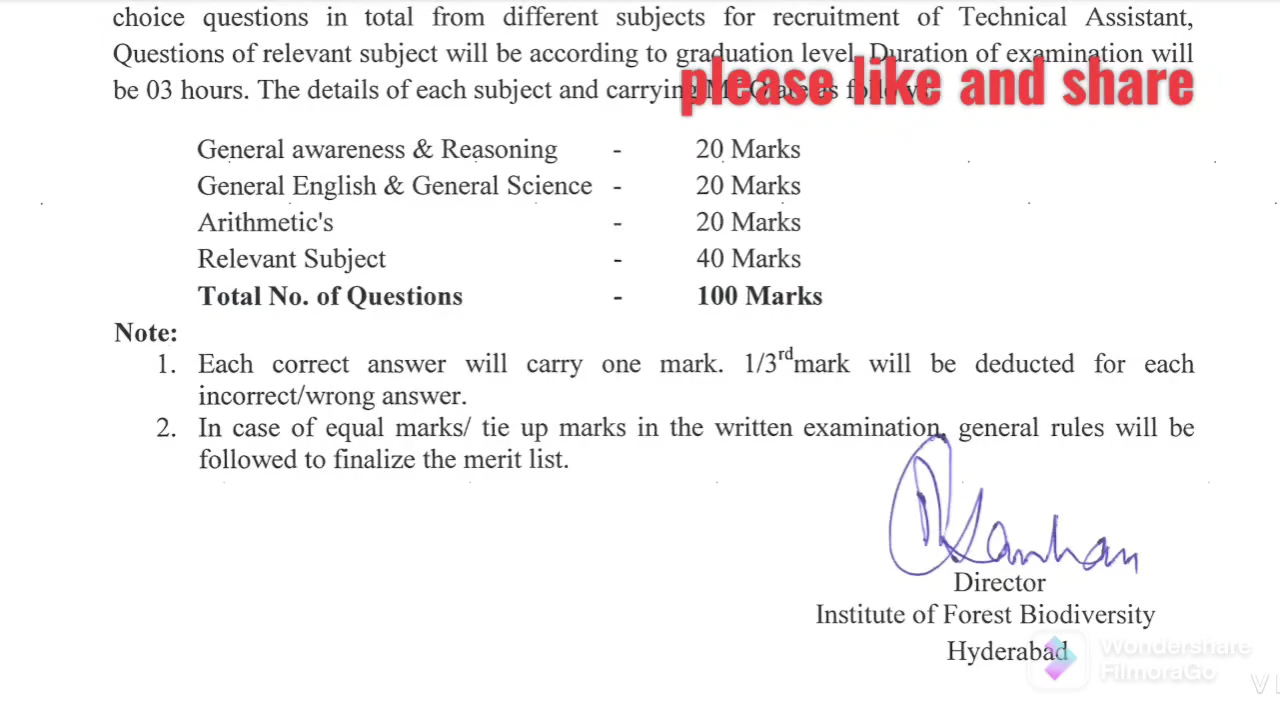 choice questions in total from different subjects for recruitment of Technical Assistant,
Questions of relevant subject will be according to graduation level. Duration of examination will
be 03 hours. The details of each subject and carrying as
please like and share
General awareness & Reasoning - 20 Marks
General English & General Science - 20 Marks
Arithmetic's - 20 Marks
Relevant Subject - 40 Marks
Total No. of Questions - 100 Marks
Note:
1. Each correct answer will carry one mark. 1/3rd mark will be deducted for each
incorrect/wrong answer.
2. In case of equal marks/ tie up marks in the written examination, general rules will be
followed to finalize the merit list.
Director
Institute of Forest Biodiversity
Hyderabad
Wondershare
FilmoraGo